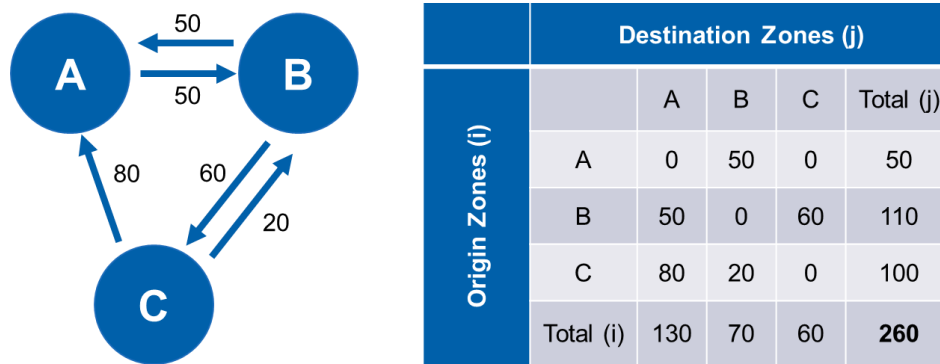 50
A
B
50
80
60
20
C
Destination Zones (j)
Origin Zones (i)
A B C Total (j)
A 0 50 0 50
B 50 0 60 110
C 80 20 0 100
Total (i) 130 70 60 260